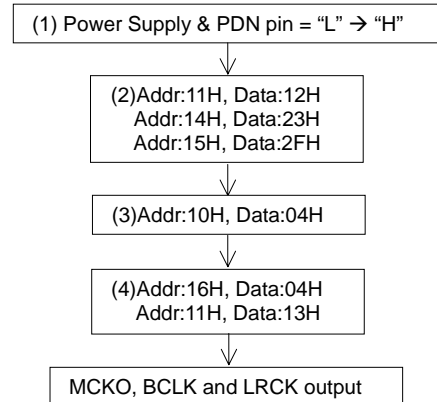 (1) Power Supply & PDN pin = “L” → “H”
(2)Addr:11H, Data:12H
Addr:14H, Data:23H
Addr:15H, Data:2FH
(3)Addr:10H, Data:04H
(4)Addr:16H, Data:04H
Addr:11H, Data:13H
MCKO, BCLK and LRCK output